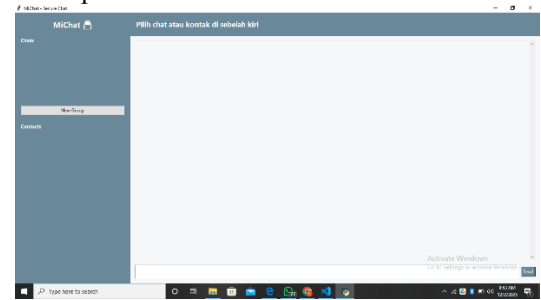 MiChat - Secure Chat
MiChat
Pilih chat atau kontak di sebelah kiri
Chats
New Group
Contacts
Activate Windows
Go to Settings to activate Windows.
Send
Type here to search